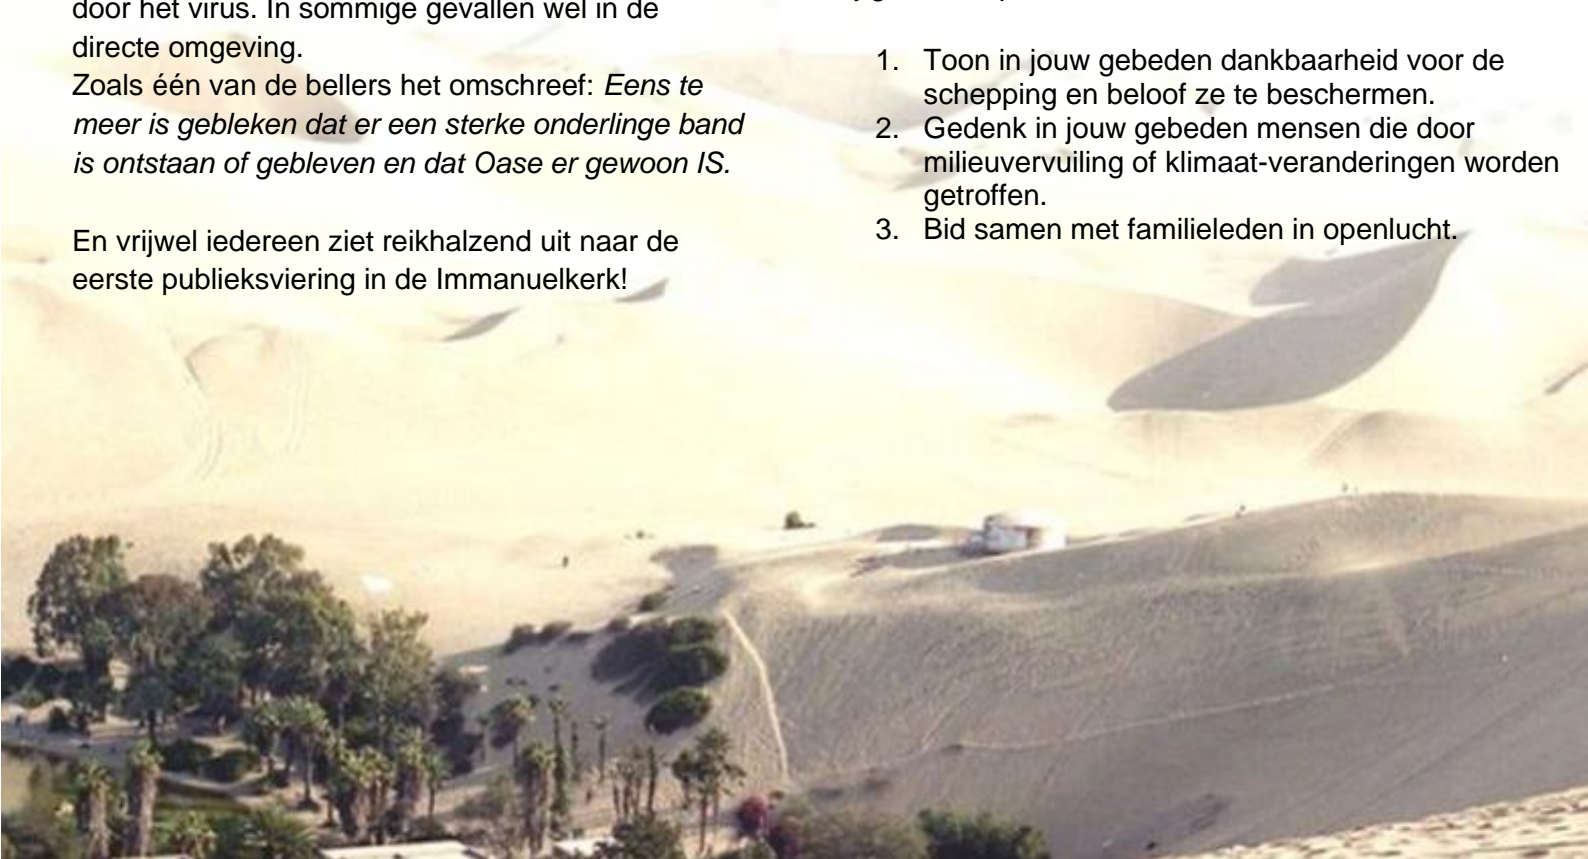 door het virus. In sommige gevallen wel in de
directe omgeving.
Zoals één van de bellers het omschreef: Eens te
meer is gebleken dat er een sterke onderlinge band
is ontstaan of gebleven en dat Oase er gewoon IS.
En vrijwel iedereen ziet reikhalzend uit naar de
eerste publieksviering in de Immanuelkerk!
1. Toon in jouw gebeden dankbaarheid voor de
schepping en beloof ze te beschermen.
2. Gedenk in jouw gebeden mensen die door
milieuvervuiling of klimaat-veranderingen worden
getroffen.
3. Bid samen met familieleden in openlucht.